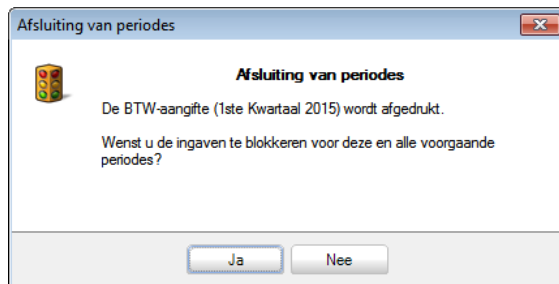 Afsluiting van periodes
Afsluiting van periodes
De BTW-aangifte (1ste Kwartaal 2015) wordt afgedrukt.
Wenst u de ingaven te blokkeren voor deze en alle voorgaande
periodes?
Ja
Nee